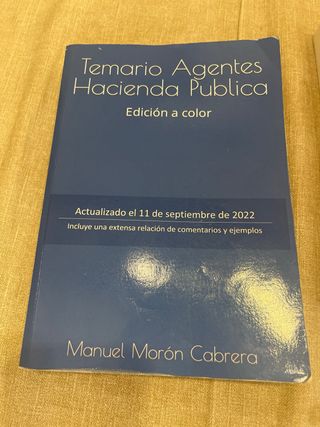 Temario Agentes
Hacienda Publica
Edición a color
Actualizado el 11 de septiembre de 2022
Incluye una extensa relación de comentarios y ejemplos
Manuel Morón Cabrera